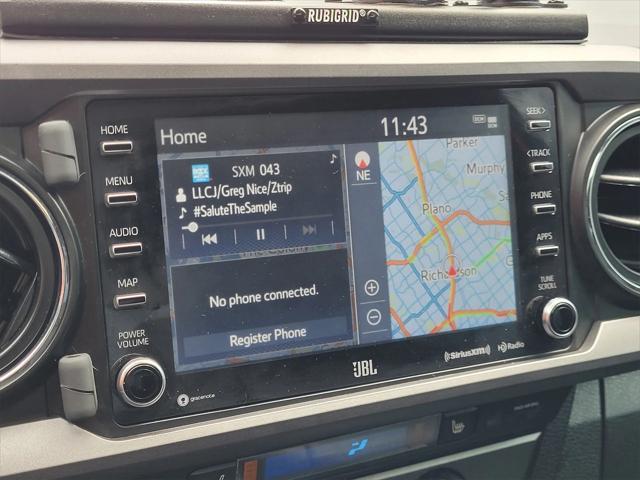 RUBIGRID®
HOME
MENU
AUDIO
MAP
POWER
VOLUME
Home
11:43
DCM
SXM 043
LLCJ/Greg Nice/Ztrip
#SaluteTheSample
No phone connected.
Register Phone
NE
Parker
Murphy
Plano
Richardson
SEEK>
<TRACK
PHONE
APPS
TUNE
SCROLL
gracenote
JBL
((SiriusXM))
HD Radio